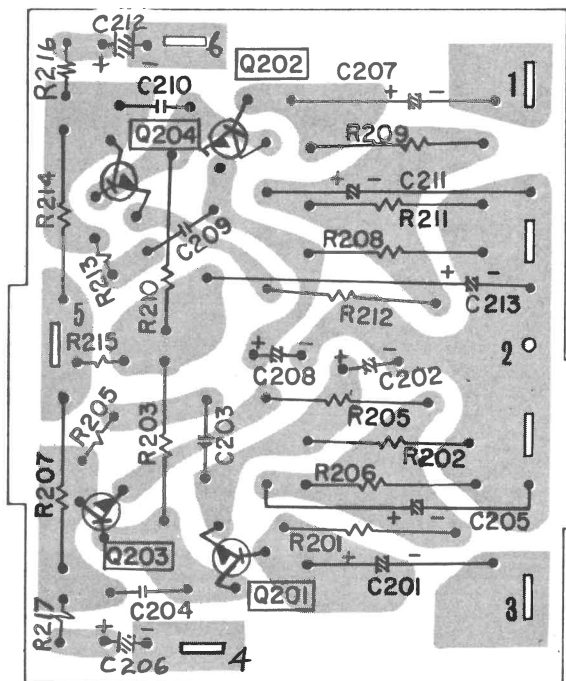 C212
6
Q202
C207
R216
+ -
C210
+ -
1
Q204
R209
C211
+ -
R214
R211
C209
R208
R213
R210
+ -
C213
R212
5
R215
2
+ -
C208
+ -
C202
R205
R203
C203
R205
R202
R207
R206
C205
+ -
R201
Q203
+ -
C201
Q201
C204
R217
3
+ -
C206
4